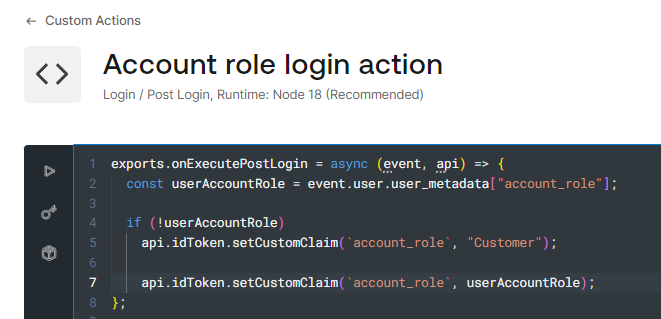 ← Custom Actions
<> Account role login action
Login / Post Login, Runtime: Node 18 (Recommended)
1 exports.onExecutePostLogin = async (event, api) => {
2   const userAccountRole = event.user.user_metadata["account_role"];
3
4   if (!userAccountRole)
5     api.idToken.setCustomClaim(`account_role`, "Customer");
6
7     api.idToken.setCustomClaim(`account_role`, userAccountRole);
8 };